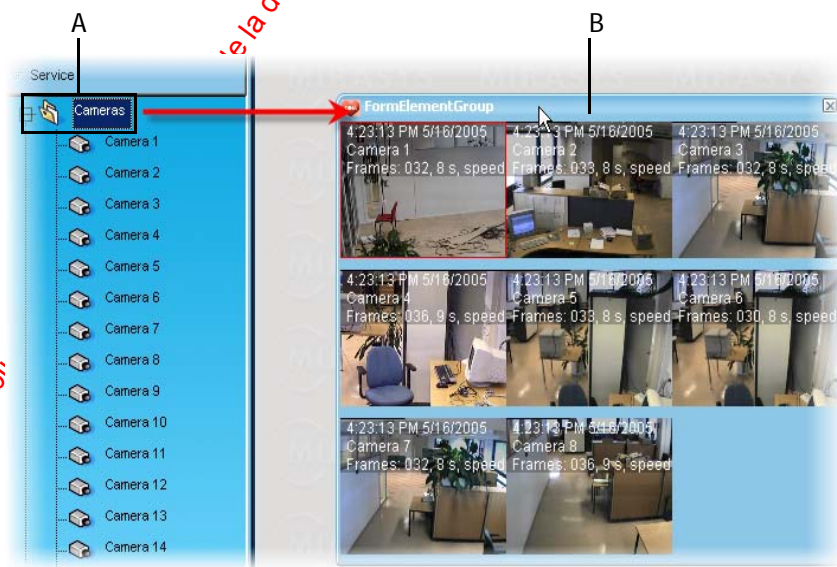 A
B
de la d
Service
Cameras
Camera 1
Camera 2
Camera 3
Camera 4
Camera 5
Camera 6
Camera 7
Camera 8
Camera 9
Camera 10
Camera 11
Camera 12
Camera 13
Camera 14
FormElementGroup
4:23:13 PM 5/16/2005
Camera 1
Frames: 032, 8 s, speed
4:23:13 PM 5/16/2005
Camera 2
Frames: 033, 8 s, speed
4:23:13 PM 5/16/2005
Camera 3
Frames: 032, 8 s, speed
4:23:13 PM 5/16/2005
Camera 4
Frames: 036, 9 s, speed
4:23:13 PM 5/16/2005
Camera 5
Frames: 033, 8 s, speed
4:23:13 PM 5/16/2005
Camera 6
Frames: 030, 8 s, speed
4:23:13 PM 5/16/2005
Camera 7
Frames: 032, 8 s, speed
4:23:13 PM 5/16/2005
Camera 8
Frames: 036, 9 s, speed